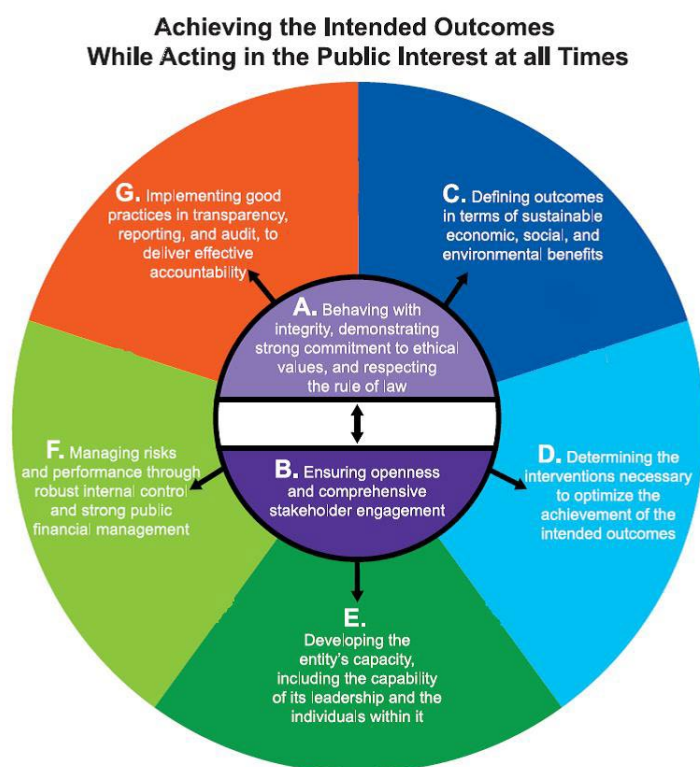 Achieving the Intended Outcomes
While Acting in the Public Interest at all Times
A. Behaving with
integrity, demonstrating
strong commitment to ethical
values, and respecting
the rule of law
B. Ensuring openness
and comprehensive
stakeholder engagement
C. Defining outcomes
in terms of sustainable
economic, social, and
environmental benefits
D. Determining the
interventions necessary
to optimize the
achievement of the
intended outcomes
E.
Developing the
entity's capacity,
including the capability
of its leadership and the
individuals within it
F. Managing risks
and performance through
robust internal control
and strong public
financial management
G. Implementing good
practices in transparency,
reporting, and audit, to
deliver effective
accountability